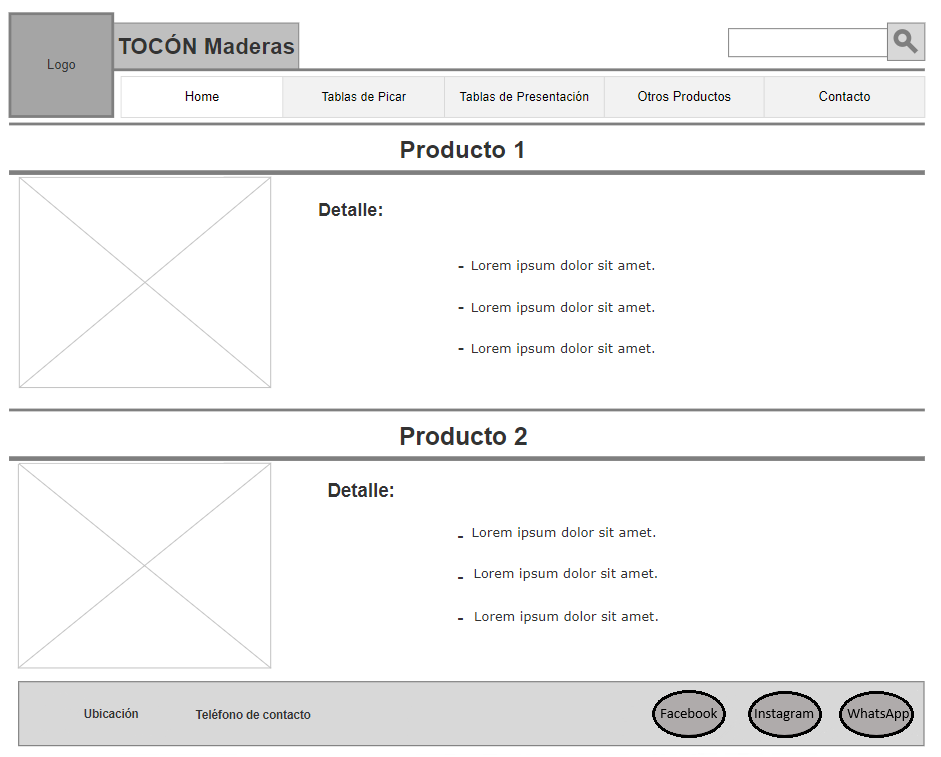 Logo
TOCÓN Maderas
Home
Tablas de Picar
Tablas de Presentación
Otros Productos
Contacto
Producto 1
Detalle:
- Lorem ipsum dolor sit amet.
- Lorem ipsum dolor sit amet.
- Lorem ipsum dolor sit amet.
Producto 2
Detalle:
- Lorem ipsum dolor sit amet.
- Lorem ipsum dolor sit amet.
- Lorem ipsum dolor sit amet.
Ubicación
Teléfono de contacto
Facebook
Instagram
WhatsApp